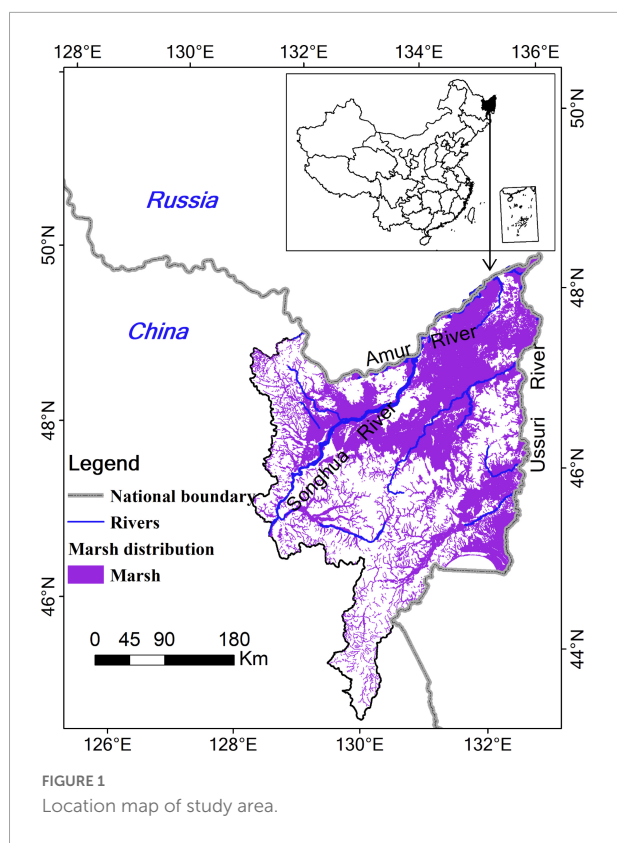 128°E 130°E 132°E 134°E 136°E
50°N
Russia
50°N
China
48°N
Amur River
Ussuri River
48°N
Songhua River
46°N
Legend
National boundary
Rivers
Marsh distribution
Marsh
46°N
0 45 90 180
Km
44°N
126°E 128°E 130°E 132°E
FIGURE 1
Location map of study area.